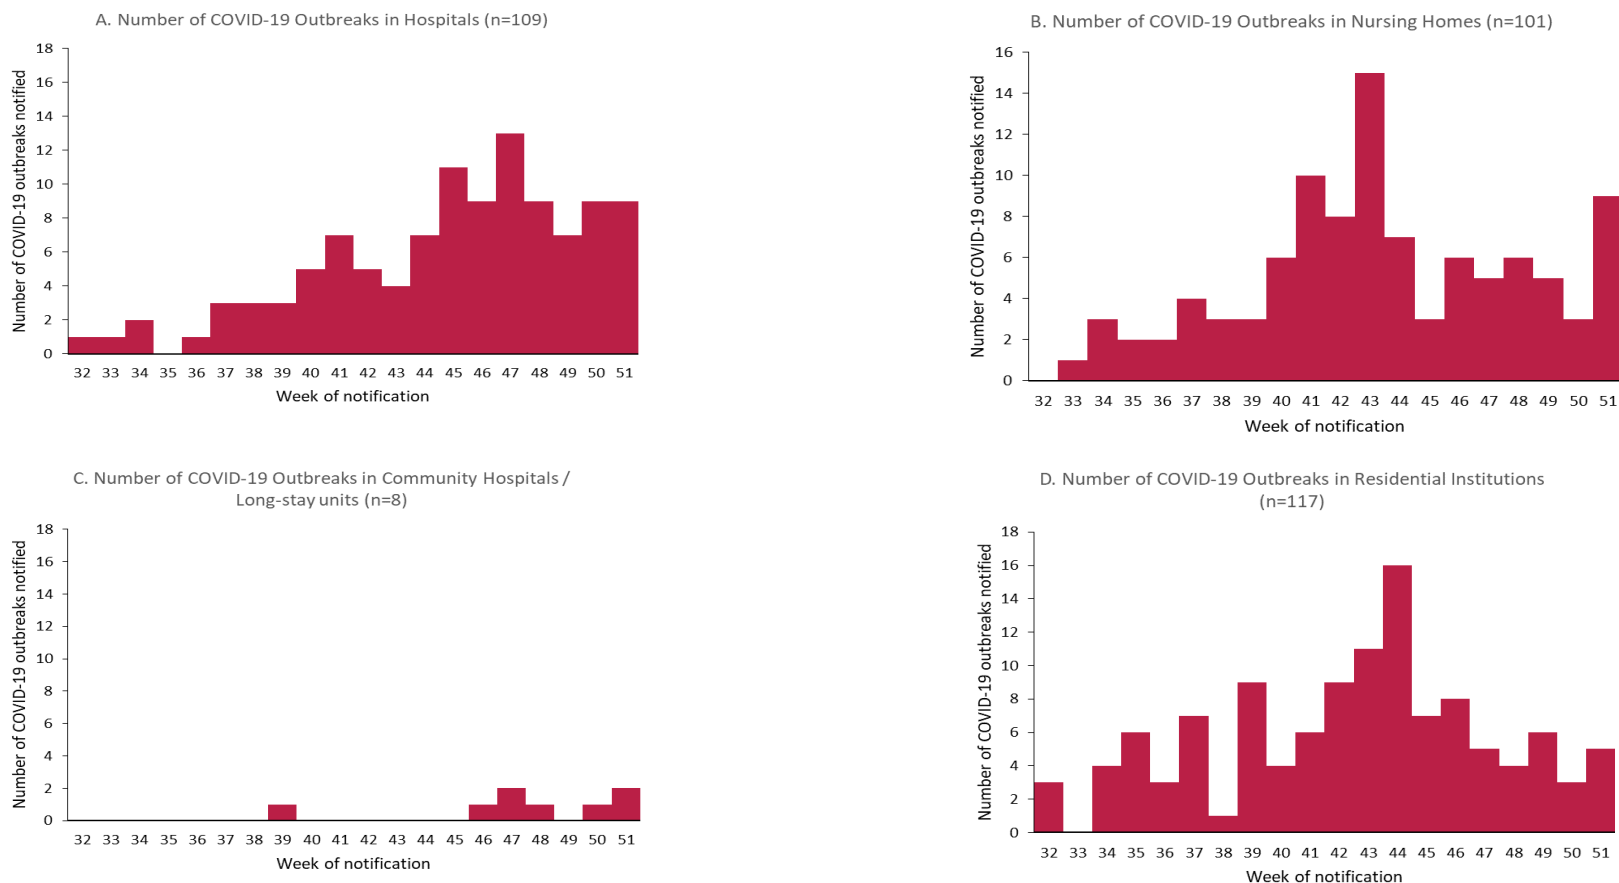 A. Number of COVID-19 Outbreaks in Hospitals (n=109)
Number of COVID-19 outbreaks notified
18
16
14
12
10
8
6
4
2
0
32 33 34 35 36 37 38 39 40 41 42 43 44 45 46 47 48 49 50 51
Week of notification
B. Number of COVID-19 Outbreaks in Nursing Homes (n=101)
Number of COVID-19 outbreaks notified
16
14
12
10
8
6
4
2
0
32 33 34 35 36 37 38 39 40 41 42 43 44 45 46 47 48 49 50 51
Week of notification
C. Number of COVID-19 Outbreaks in Community Hospitals /
Long-stay units (n=8)
Number of COVID-19 outbreaks notified
18
16
14
12
10
8
6
4
2
0
32 33 34 35 36 37 38 39 40 41 42 43 44 45 46 47 48 49 50 51
Week of notification
D. Number of COVID-19 Outbreaks in Residential Institutions
(n=117)
Number of COVID-19 outbreaks notified
18
16
14
12
10
8
6
4
2
0
32 33 34 35 36 37 38 39 40 41 42 43 44 45 46 47 48 49 50 51
Week of notification